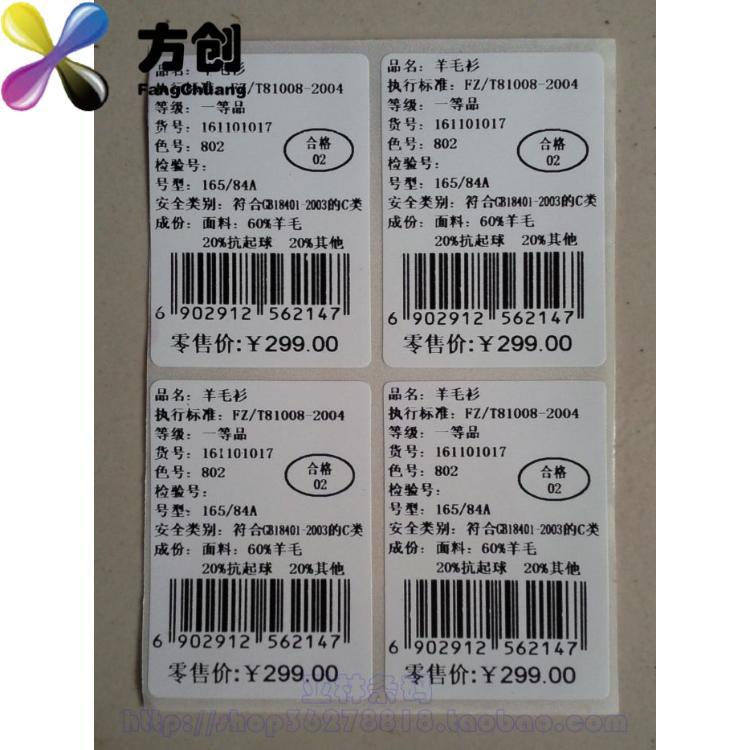 方创
FangChuang
品名：羊毛衫
执行标准：FZ/T81008-2004
等级：一等品
货号：161101017
色号：802
合格
02
检验号：
号型：165/84A
安全类别：符合GB18401-2003的C类
成份：面料：60%羊毛
20%抗起球 20%其他
6 902912 562147
零售价:￥299.00
品名：羊毛衫
执行标准：FZ/T81008-2004
等级：一等品
货号：161101017
色号：802
合格
02
检验号：
号型：165/84A
安全类别：符合GB18401-2003的C类
成份：面料：60%羊毛
20%抗起球 20%其他
6 902912 562147
零售价:￥299.00
品名：羊毛衫
执行标准：FZ/T81008-2004
等级：一等品
货号：161101017
色号：802
合格
02
检验号：
号型：165/84A
安全类别：符合GB18401-2003的C类
成份：面料：60%羊毛
20%抗起球 20%其他
6 902912 562147
零售价:￥299.00
品名：羊毛衫
执行标准：FZ/T81008-2004
等级：一等品
货号：161101017
色号：802
合格
02
检验号：
号型：165/84A
安全类别：符合GB18401-2003的C类
成份：面料：60%羊毛
20%抗起球 20%其他
6 902912 562147
零售价:￥299.00
亚林条码
http://shop36278818.taobao.com